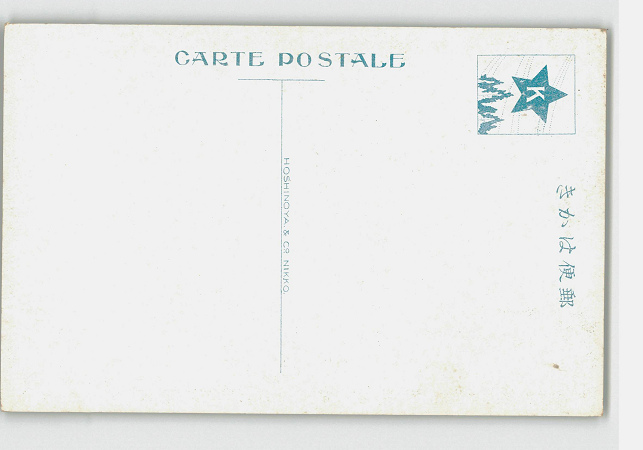 CARTE POSTALE
K
HOSHINOYA & Cº NIKKO.
きかは便郵